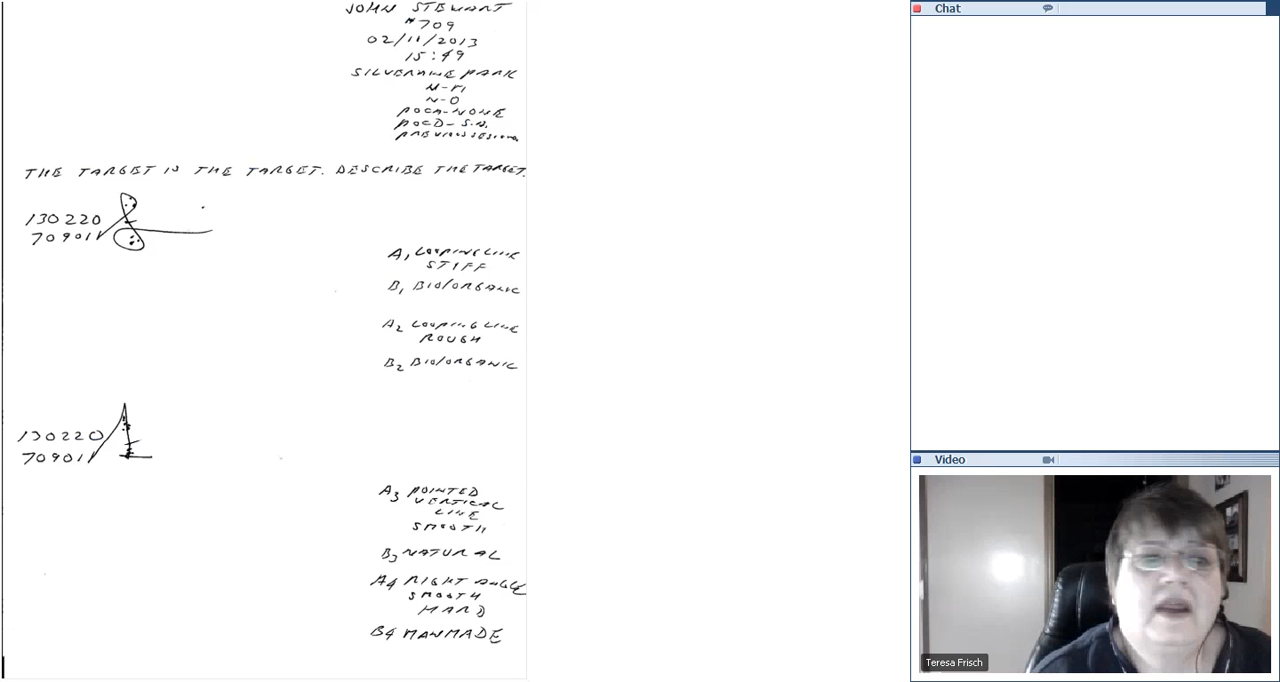 JOHN STEWART
#709
02/11/2013
15:49
PARK
N-O
POCA-NONE
POCD-S.N.
THE TARGET IS THE TARGET. DESCRIBE THE TARGET.
130220
70901
A1 LOOPING LINE
STIFF
B1 BIO/ORGANIC
A2 LOOPING LINE
ROUGH
B2 BIO/ORGANIC
130220
70901
A3 POINTED
VERTICAL
LINE
SMOOTH
B3 NATURAL
A4 RIGHT ANGLE
SMOOTH
HARD
B4 MANMADE
Chat
Video
Teresa Frisch